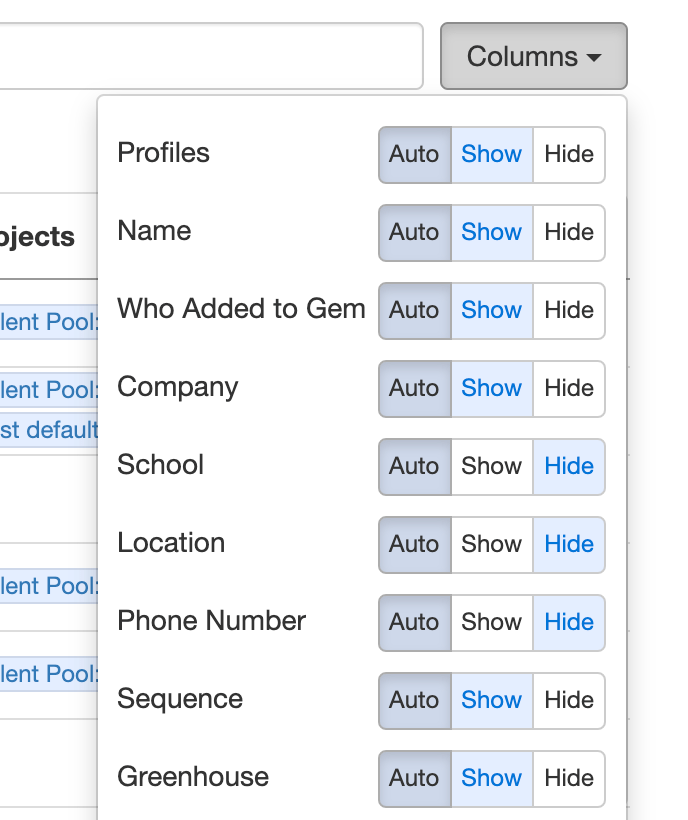 Columns
Profiles Auto Show Hide
ojects
Name Auto Show Hide
Who Added to Gem Auto Show Hide
lent Pool:
Company Auto Show Hide
lent Pool:
st default
School Auto Show Hide
Location Auto Show Hide
lent Pool:
Phone Number Auto Show Hide
lent Pool:
Sequence Auto Show Hide
Greenhouse Auto Show Hide